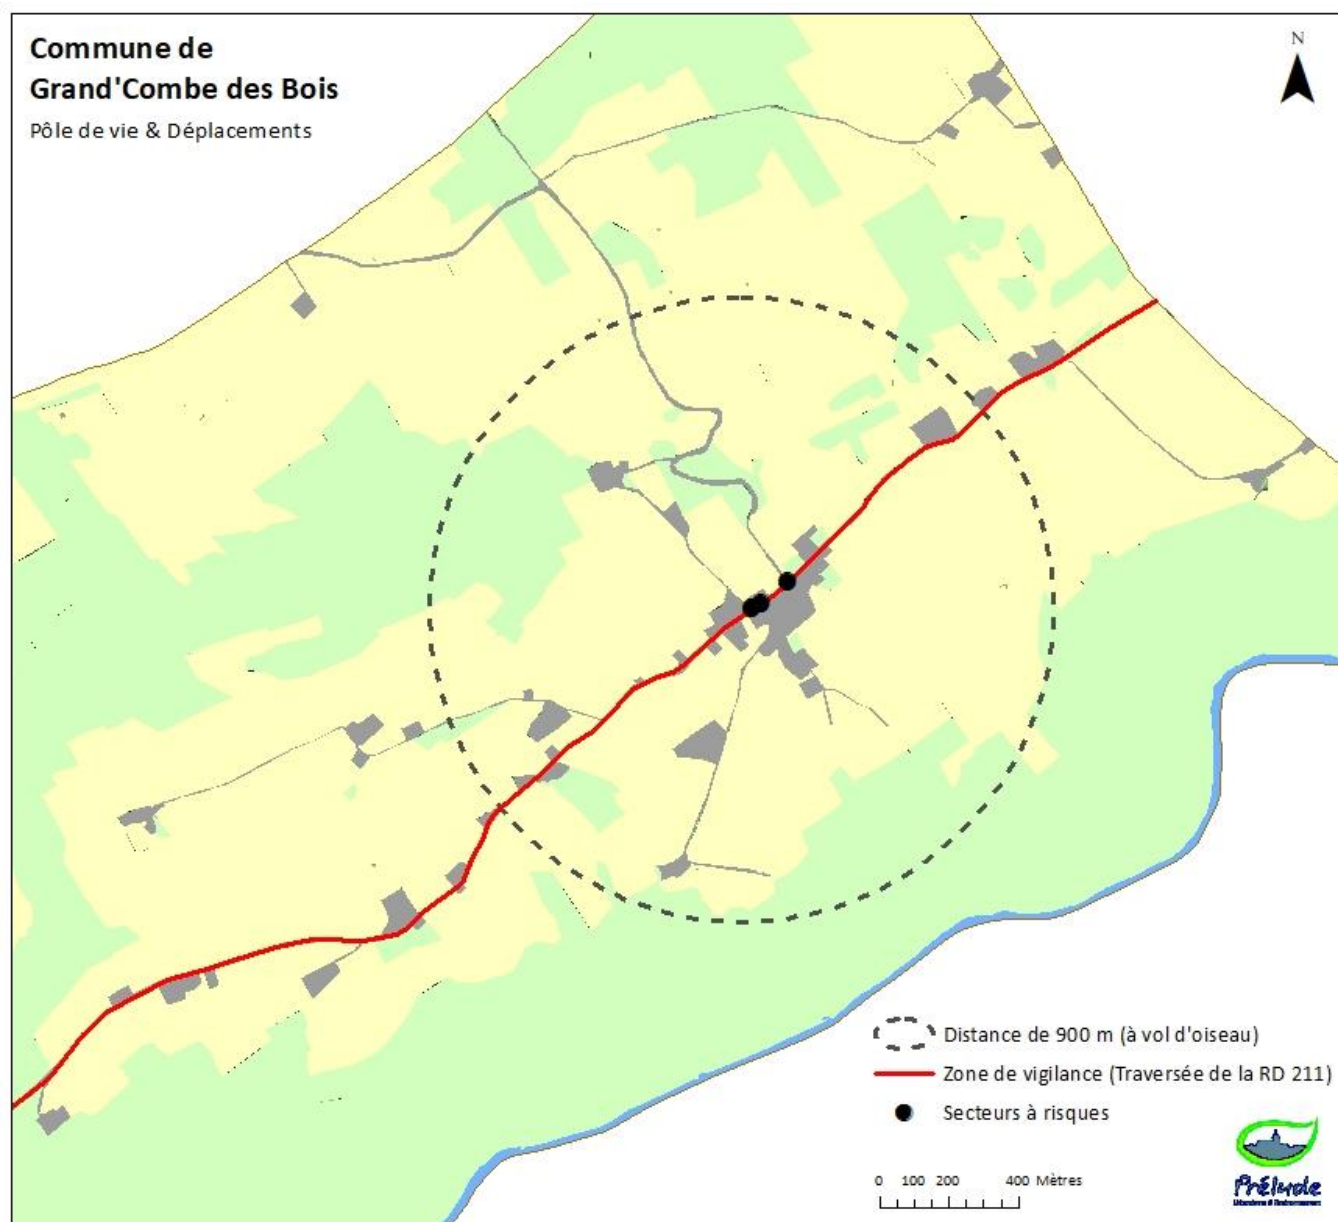 Commune de
Grand'Combe des Bois
Pôle de vie & Déplacements
N
Distance de 900 m (à vol d'oiseau)
Zone de vigilance (Traversée de la RD 211)
Secteurs à risques
0 100 200 400 Mètres
Prélude